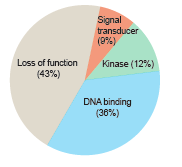 Signal
transducer
(9%)
Loss of function
(43%)
Kinase (12%)
DNA binding
(36%)